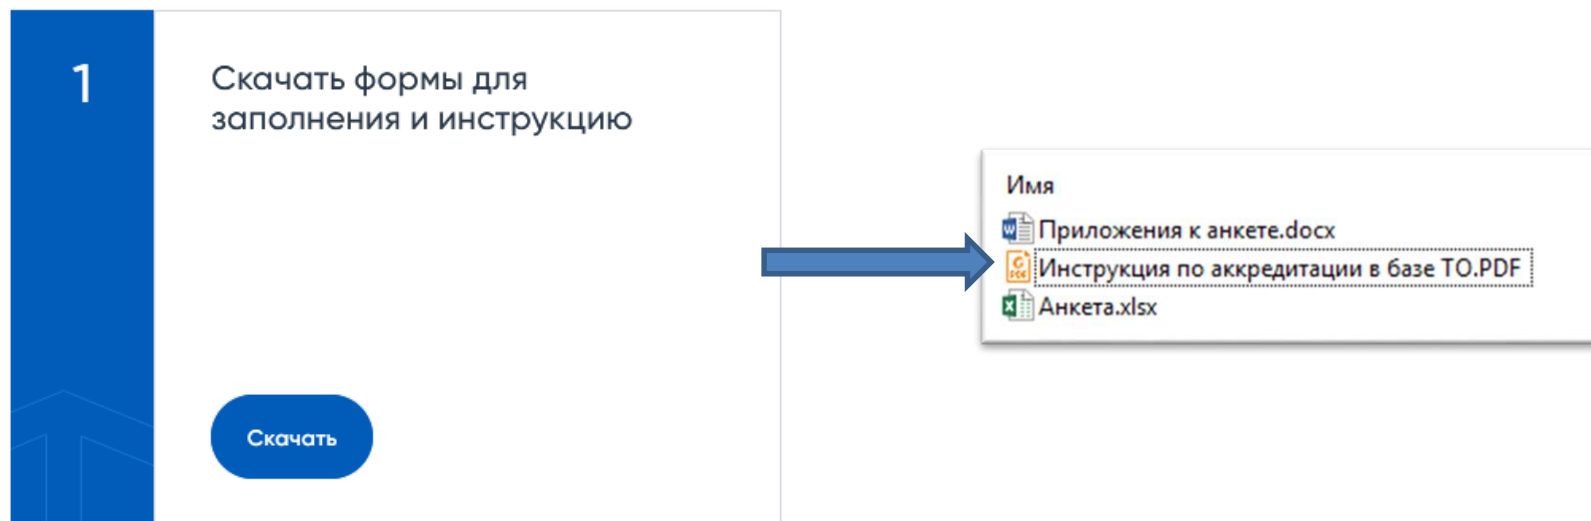 1
Скачать формы для
заполнения и инструкцию
Скачать
Имя
Приложения к анкете.docx
Инструкция по аккредитации в базе ТО.PDF
Анкета.xlsx